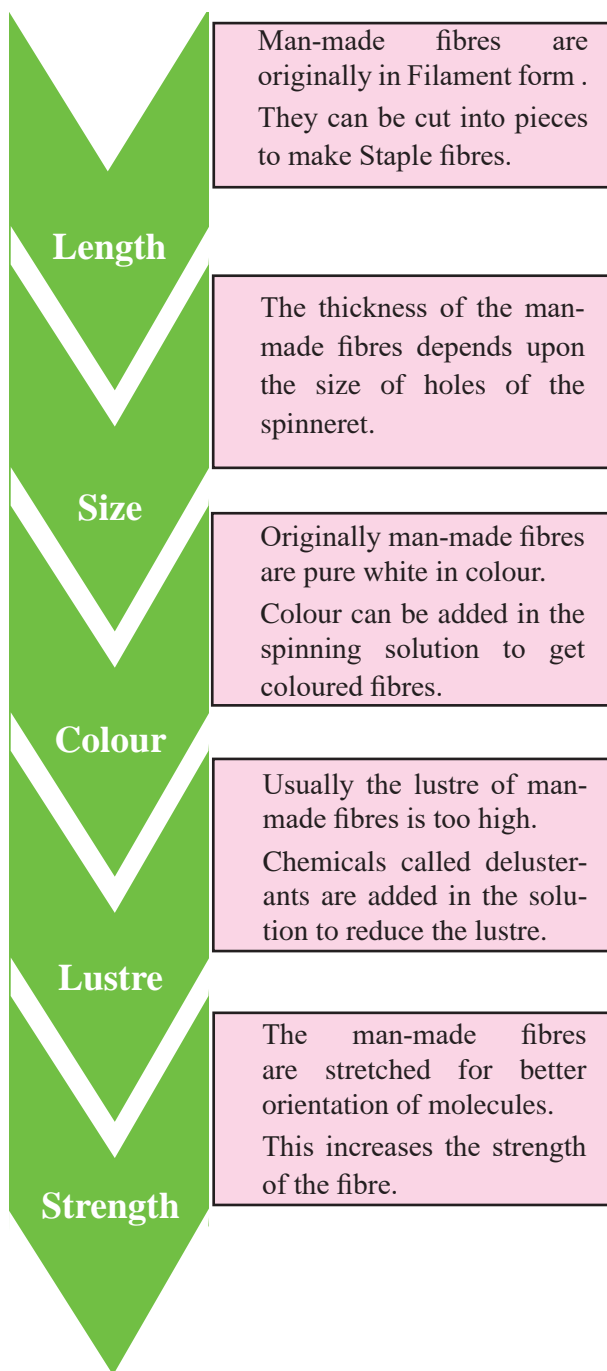 Man-made fibres are
originally in Filament form .
They can be cut into pieces
to make Staple fibres.
Length
The thickness of the man-
made fibres depends upon
the size of holes of the
spinneret.
Size
Originally man-made fibres
are pure white in colour.
Colour can be added in the
spinning solution to get
coloured fibres.
Colour
Usually the lustre of man-
made fibres is too high.
Chemicals called deluster-
ants are added in the solu-
tion to reduce the lustre.
Lustre
The man-made fibres
are stretched for better
orientation of molecules.
This increases the strength
of the fibre.
Strength